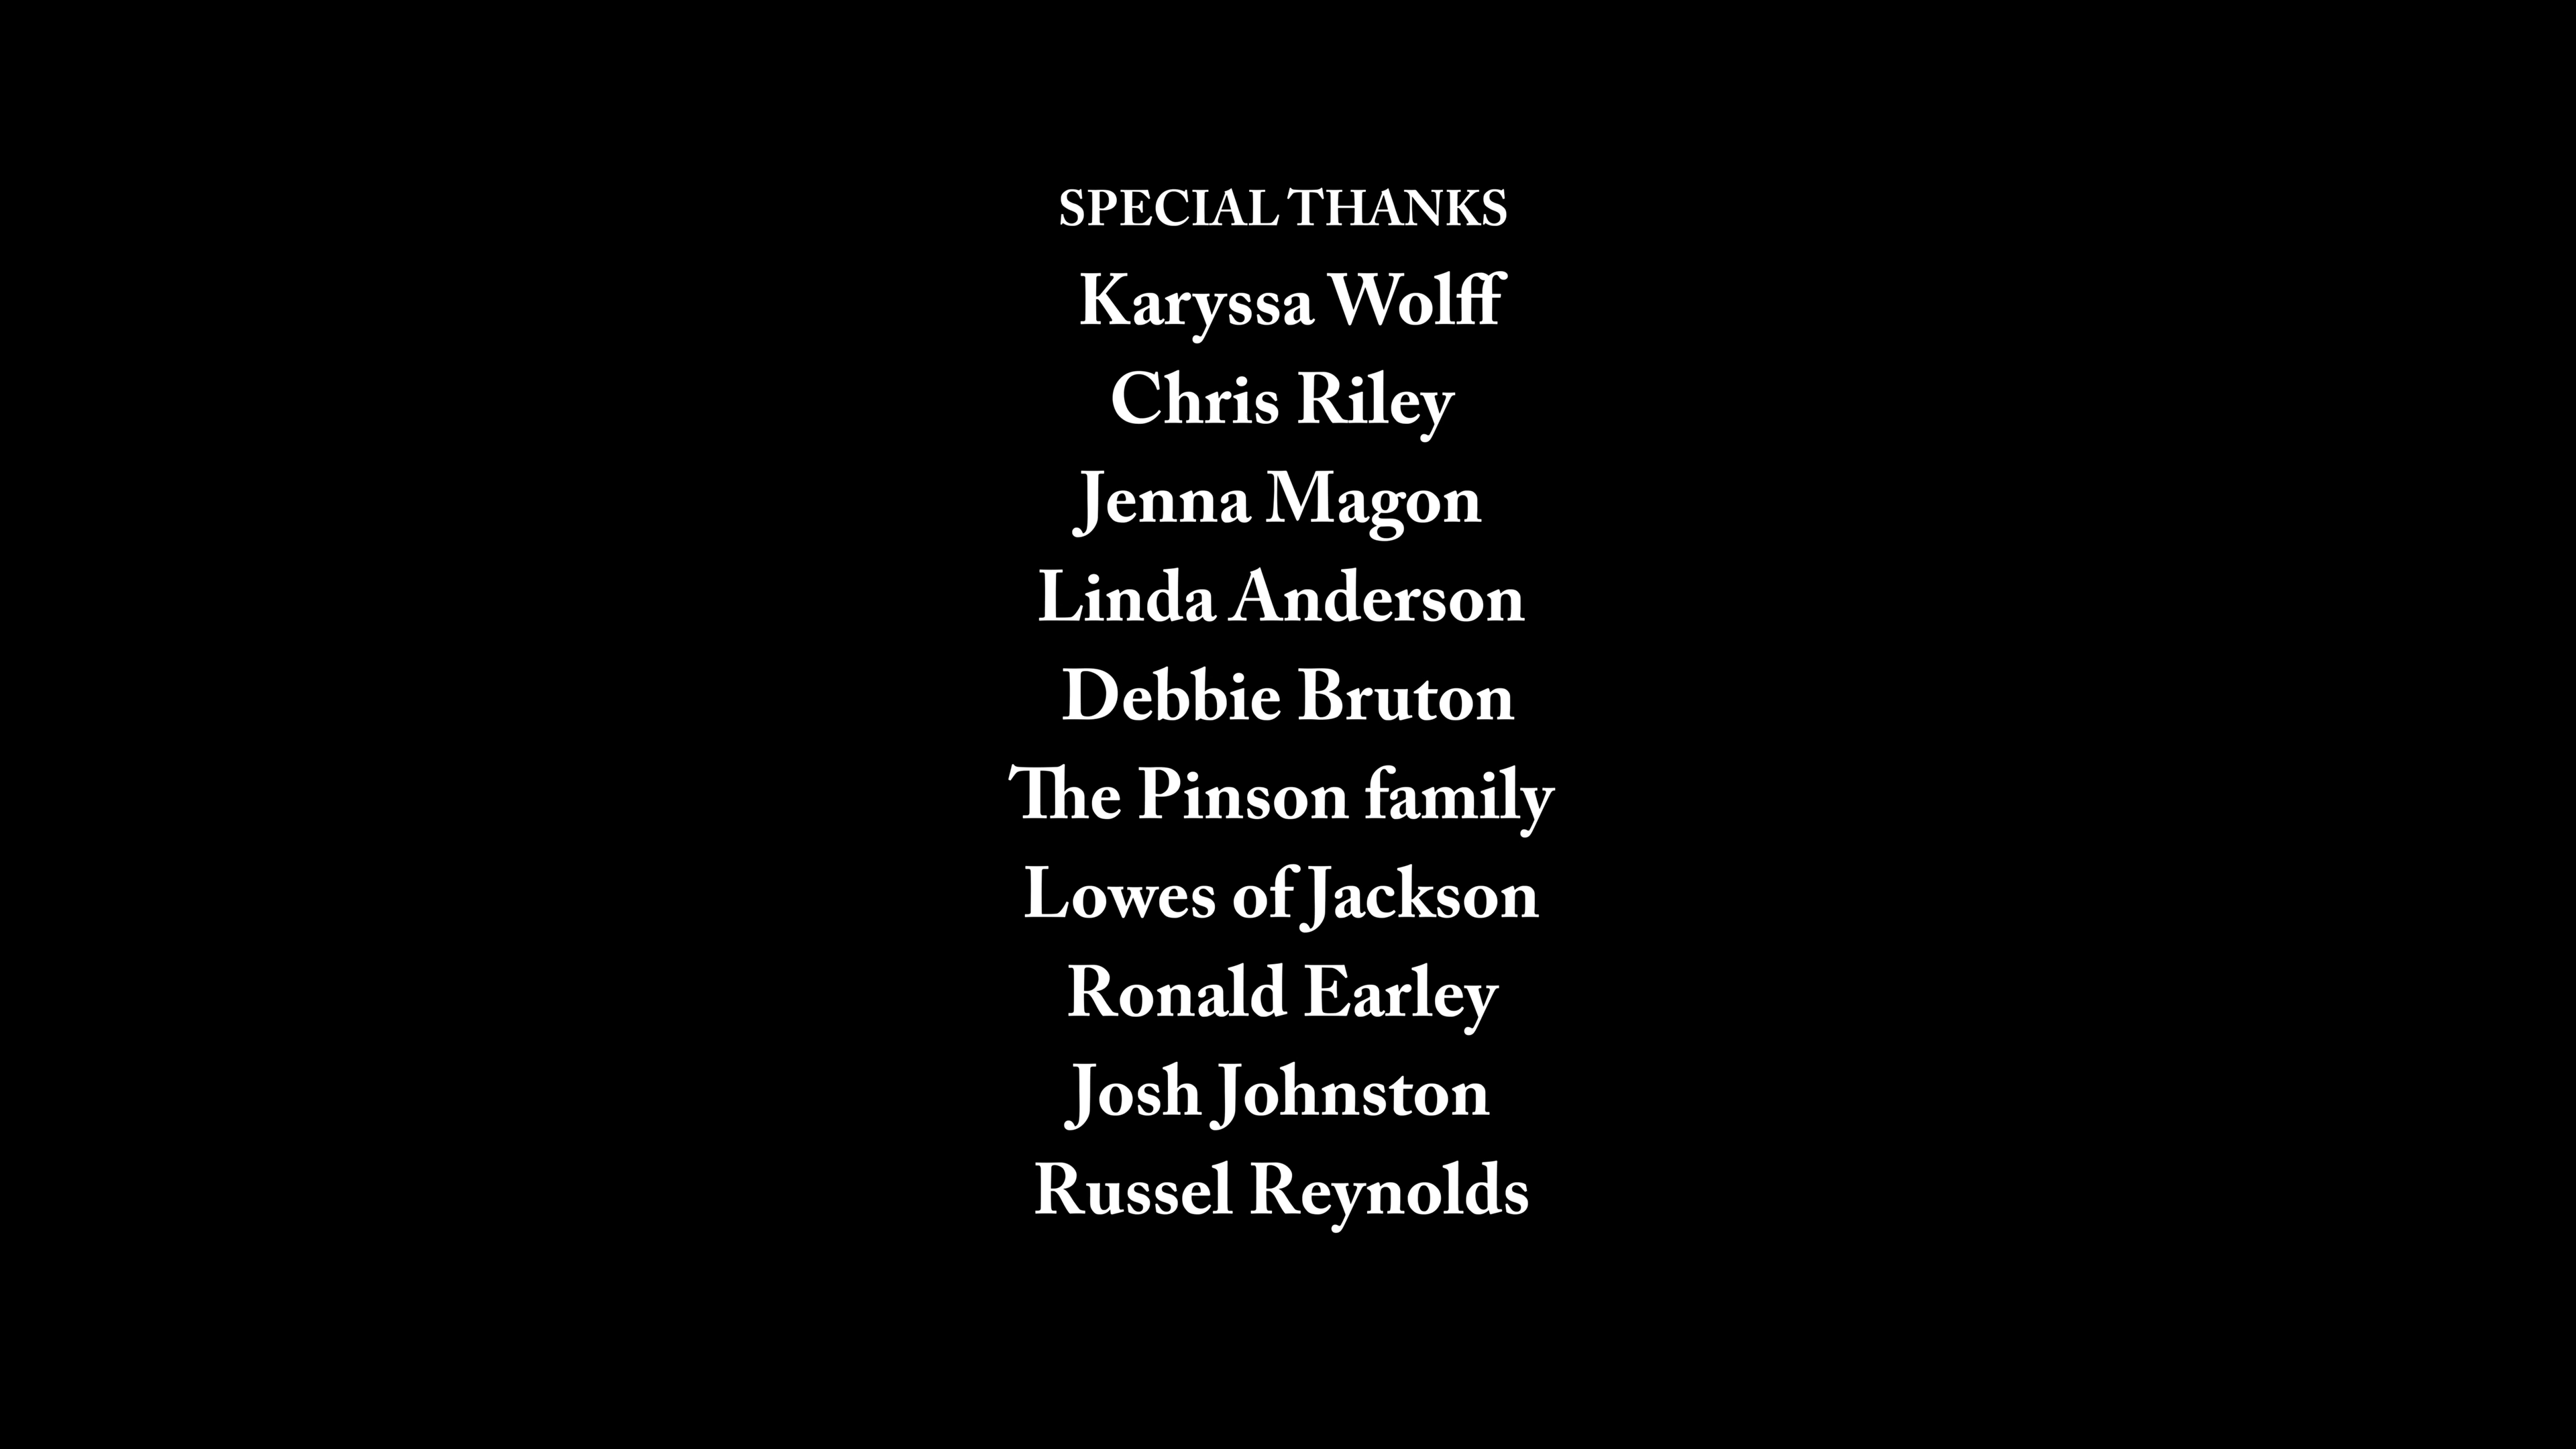 SPECIAL THANKS
Karyssa Wolff
Chris Riley
Jenna Magon
Linda Anderson
Debbie Bruton
The Pinson family
Lowes of Jackson
Ronald Earley
Josh Johnston
Russel Reynolds